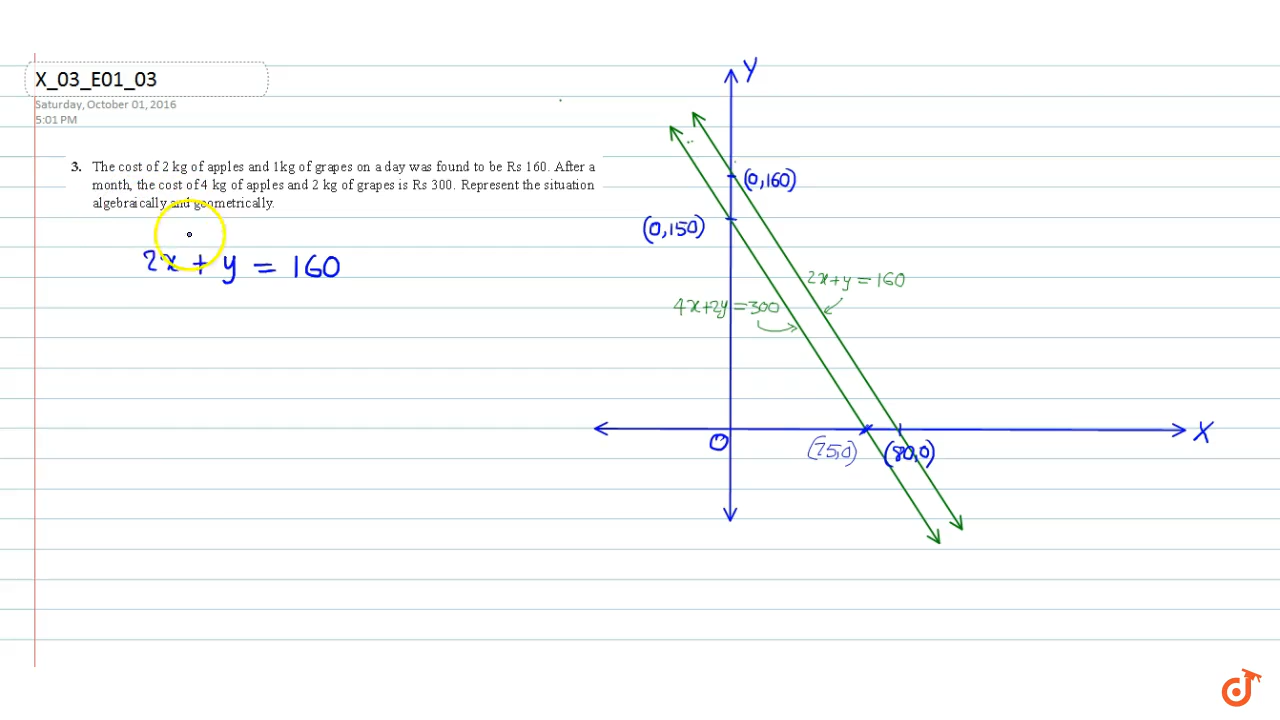 X_03_E01_03
Saturday, October 01, 2016
5:01 PM
3. The cost of 2 kg of apples and 1kg of grapes on a day was found to be Rs 160. After a
month, the cost of 4 kg of apples and 2 kg of grapes is Rs 300. Represent the situation
algebraically and geometrically.
2x + y = 160
Y
(0,160)
(0,150)
2x+y = 160
4x+2y = 300
X
O
(75,0)
(80,0)